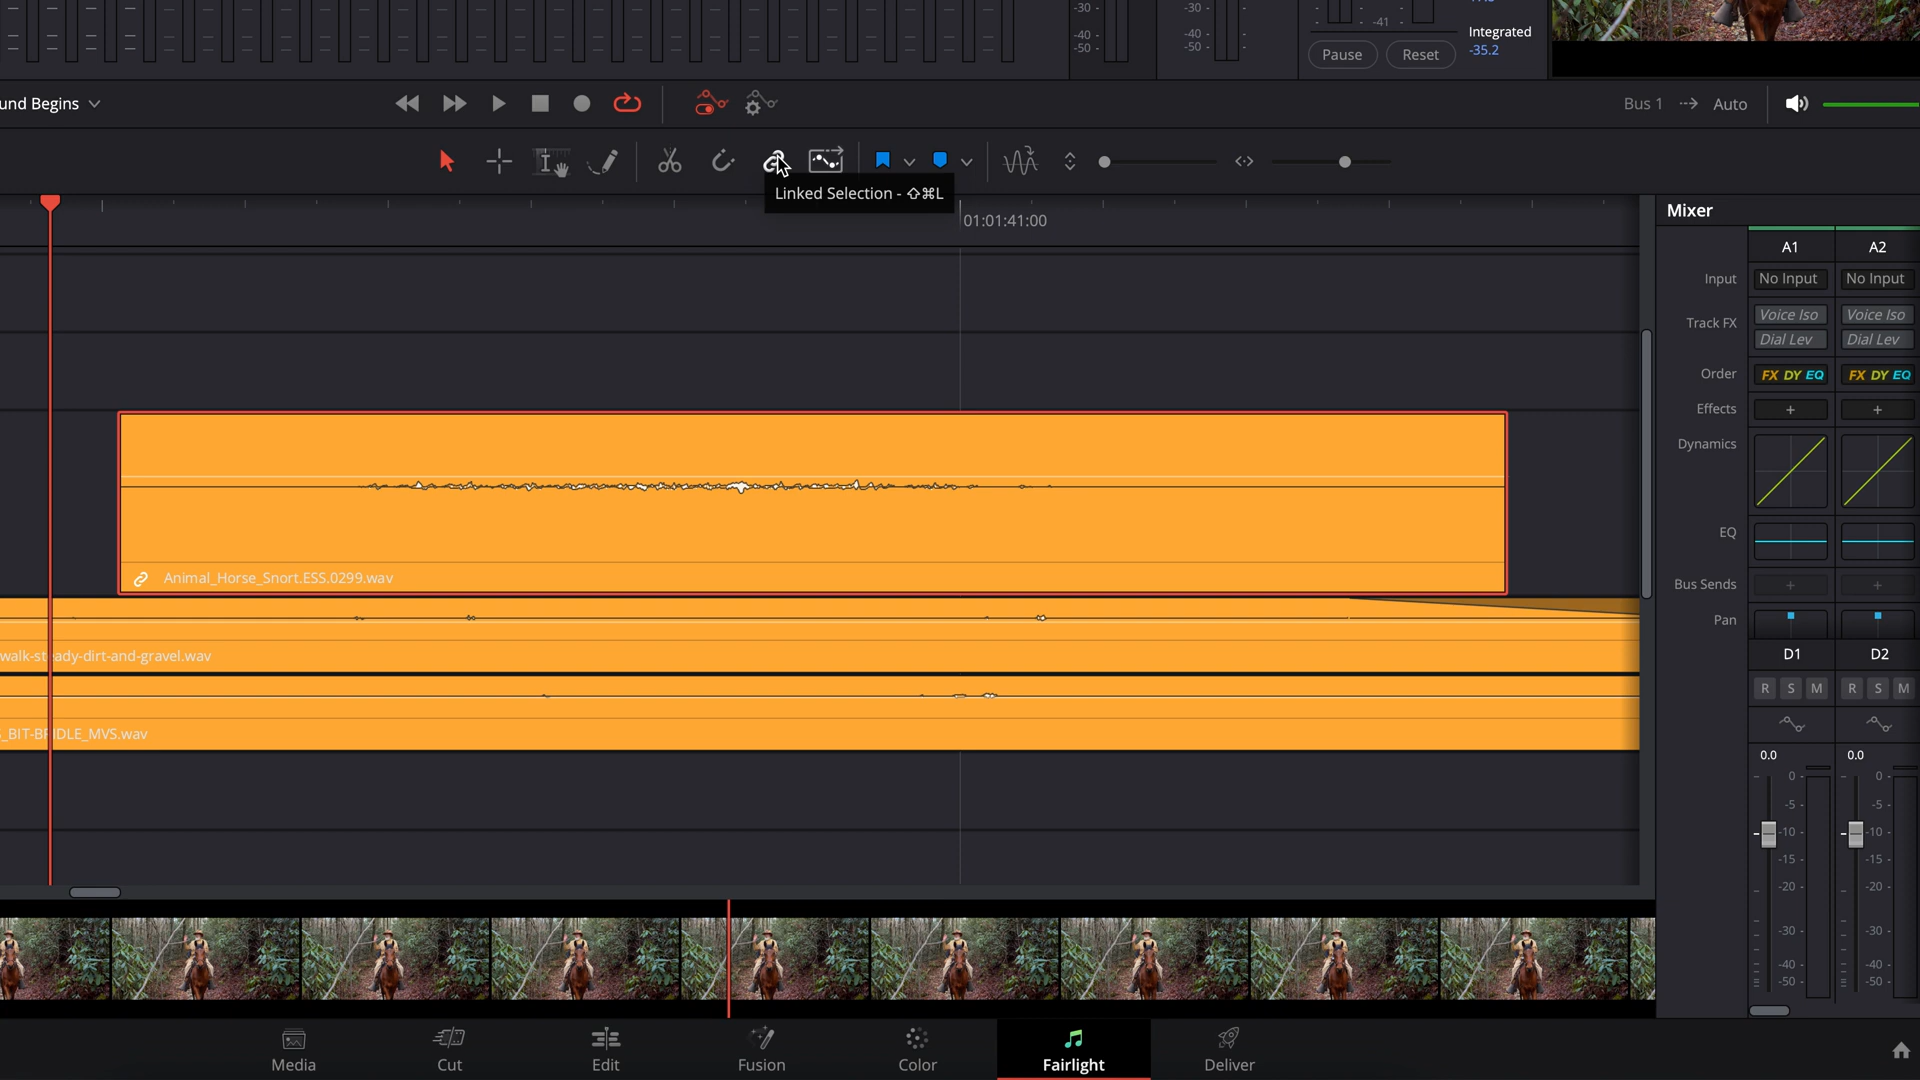 -30 -
-40 -
-50 -
-30 -
-40 -
-50 -
-41 -
Integrated
-35.2
Pause
Reset
und Begins
Bus 1
Auto
Linked Selection - ⇧⌘L
01:01:41:00
Mixer
A1
A2
Input
No Input
No Input
Track FX
Voice Iso
Voice Iso
Dial Lev
Dial Lev
Order
FX DY EQ
FX DY EQ
Effects
+
+
Dynamics
EQ
Bus Sends
+
+
Pan
Animal_Horse_Snort.ESS.0299.wav
walk-steady-dirt-and-gravel.wav
_BIT-BRIDLE_MVS.wav
D1
D2
R S M
R S M
0.0
0.0
0 -
0 -
-5 -
-5 -
-10 -
-10 -
-15 -
-15 -
-20 -
-20 -
-30 -
-30 -
-40 -
-40 -
-50 -
-50 -
Media
Cut
Edit
Fusion
Color
Fairlight
Deliver